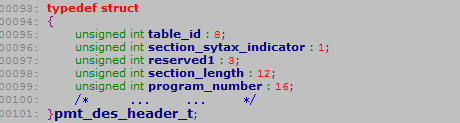 00093: typedef struct
00094: {
00095: unsigned int table_id : 8;
00096: unsigned int section_sytax_indicator : 1;
00097: unsigned int reserved1 : 3;
00098: unsigned int section_length : 12;
00099: unsigned int program_number : 16;
00100: /* ... ... */
00101: }pmt_des_header_t;